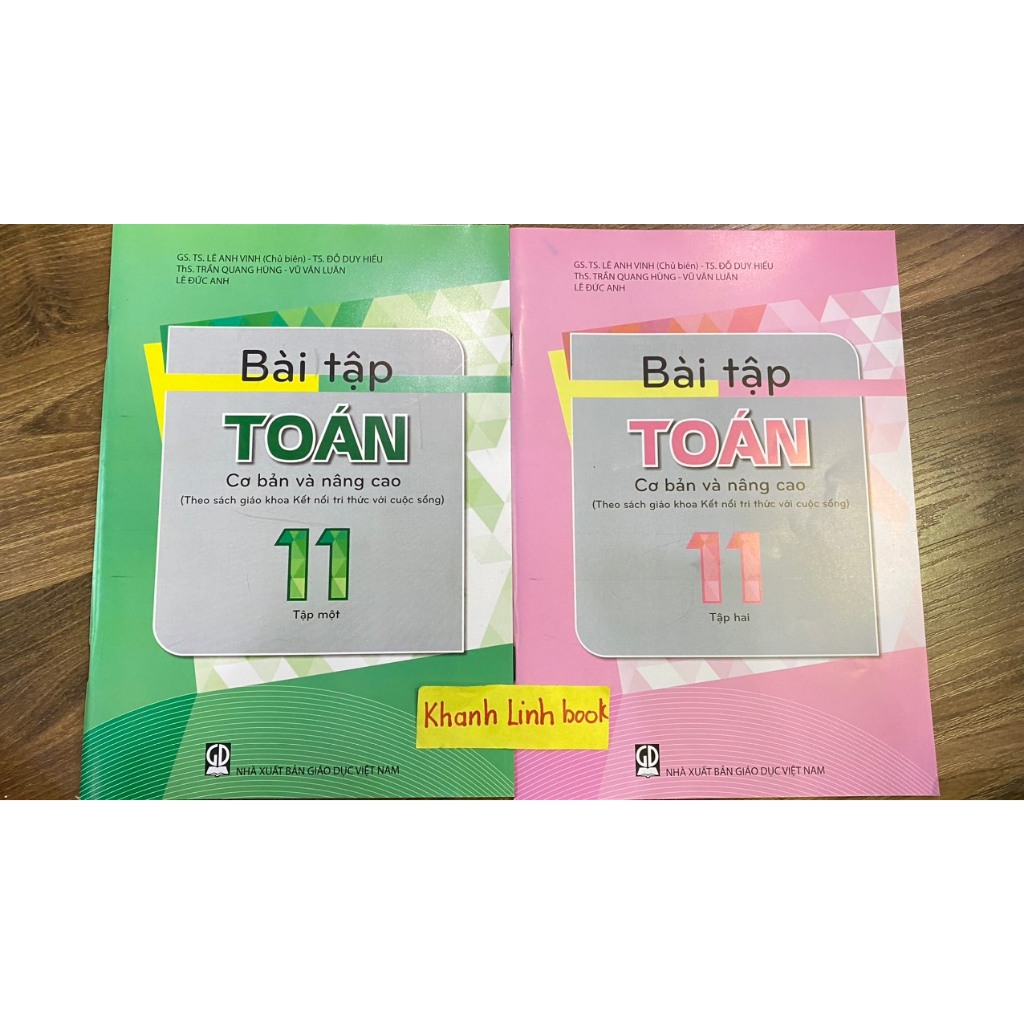 GS. TS. LÊ ANH VINH (Chủ biên) - TS. ĐỖ DUY HIẾU
ThS. TRẦN QUANG HÙNG - VŨ VĂN LUÂN
LÊ ĐỨC ANH
Bài tập
TOÁN
Cơ bản và nâng cao
(Theo sách giáo khoa Kết nối tri thức với cuộc sống)
11
Tập một
GD
NHÀ XUẤT BẢN GIÁO DỤC VIỆT NAM
GS. TS. LÊ ANH VINH (Chủ biên) - TS. ĐỖ DUY HIẾU
ThS. TRẦN QUANG HÙNG - VŨ VĂN LUÂN
LÊ ĐỨC ANH
Bài tập
TOÁN
Cơ bản và nâng cao
(Theo sách giáo khoa Kết nối tri thức với cuộc sống)
11
Tập hai
GD
NHÀ XUẤT BẢN GIÁO DỤC VIỆT NAM
Khanh Linh book